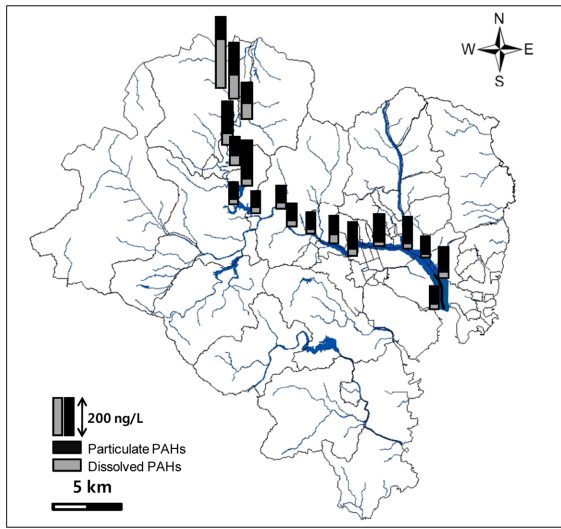 N
W E
S
200 ng/L
Particulate PAHs
Dissolved PAHs
5 km